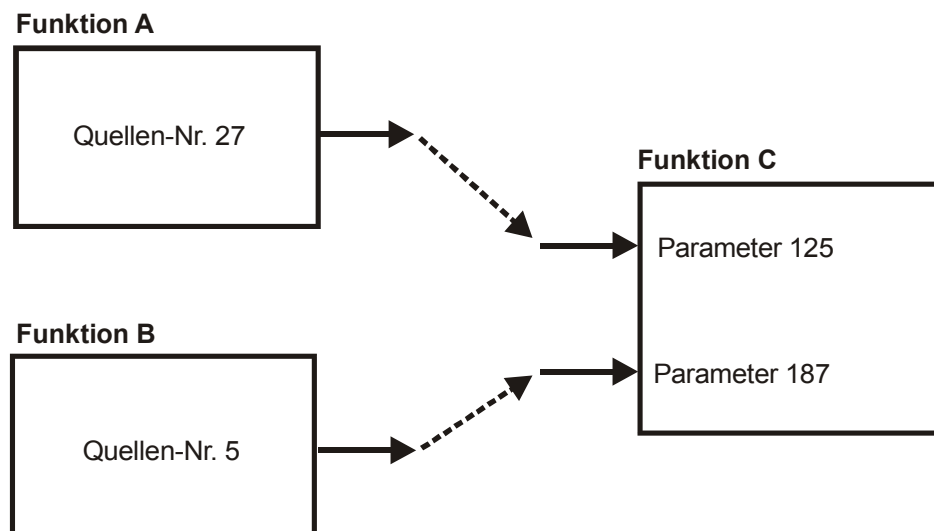 Funktion A
Quellen-Nr. 27
Funktion C
Parameter 125
Funktion B
Parameter 187
Quellen-Nr. 5